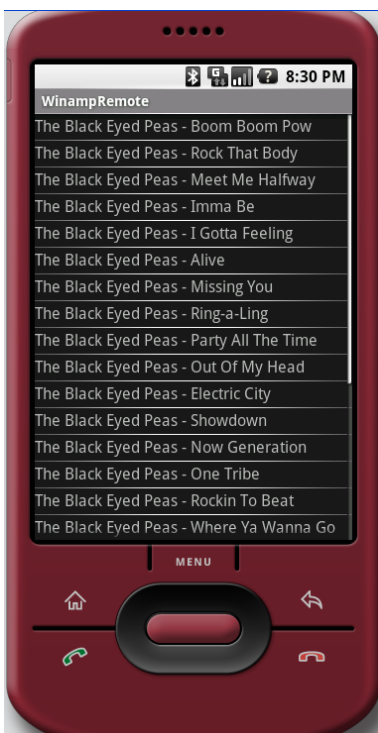 8:30 PM
WinampRemote
The Black Eyed Peas - Boom Boom Pow
The Black Eyed Peas - Rock That Body
The Black Eyed Peas - Meet Me Halfway
The Black Eyed Peas - Imma Be
The Black Eyed Peas - I Gotta Feeling
The Black Eyed Peas - Alive
The Black Eyed Peas - Missing You
The Black Eyed Peas - Ring-a-Ling
The Black Eyed Peas - Party All The Time
The Black Eyed Peas - Out Of My Head
The Black Eyed Peas - Electric City
The Black Eyed Peas - Showdown
The Black Eyed Peas - Now Generation
The Black Eyed Peas - One Tribe
The Black Eyed Peas - Rockin To Beat
The Black Eyed Peas - Where Ya Wanna Go
MENU